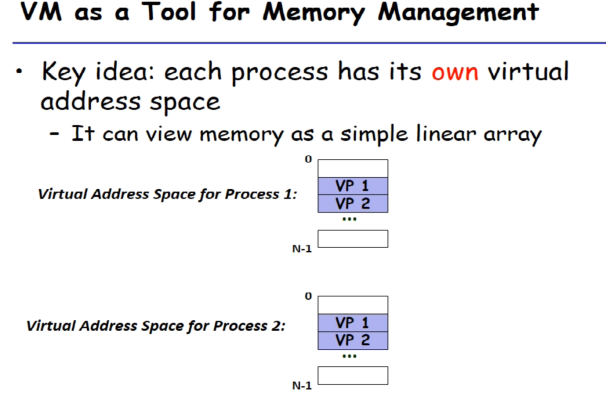 VM as a Tool for Memory Management
• Key idea: each process has its own virtual
address space
– It can view memory as a simple linear array
0
Virtual Address Space for Process 1:
VP 1
VP 2
...
N-1
0
Virtual Address Space for Process 2:
VP 1
VP 2
...
N-1